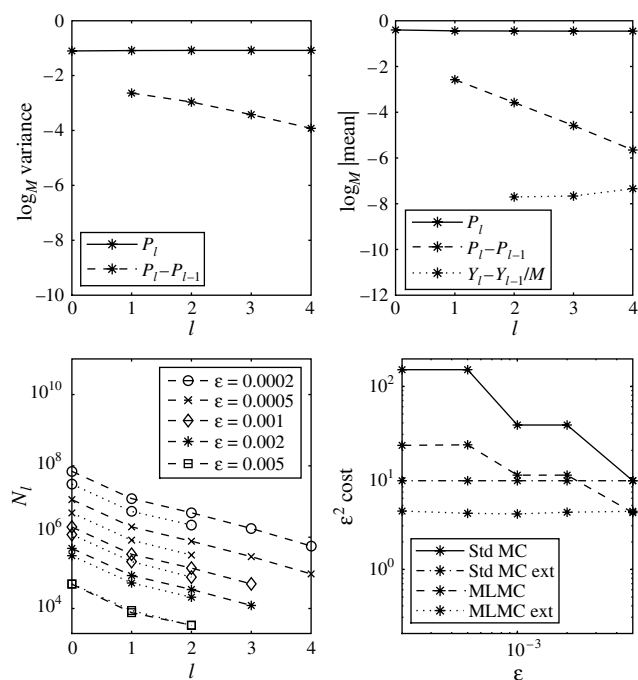 0
−2
−4
−6
−8
−10
log_M variance
P_l
P_l−P_{l−1}
0 1 2 3 4
l
0
−2
−4
−6
−8
−10
−12
log_M |mean|
P_l
P_l−P_{l−1}
Y_l−Y_{l−1}/M
0 1 2 3 4
l
10^10
10^8
10^6
10^4
N_l
ε = 0.0002
ε = 0.0005
ε = 0.001
ε = 0.002
ε = 0.005
0 1 2 3 4
l
10^2
10^1
10^0
ε^2 cost
Std MC
Std MC ext
MLMC
MLMC ext
10^−3
ε